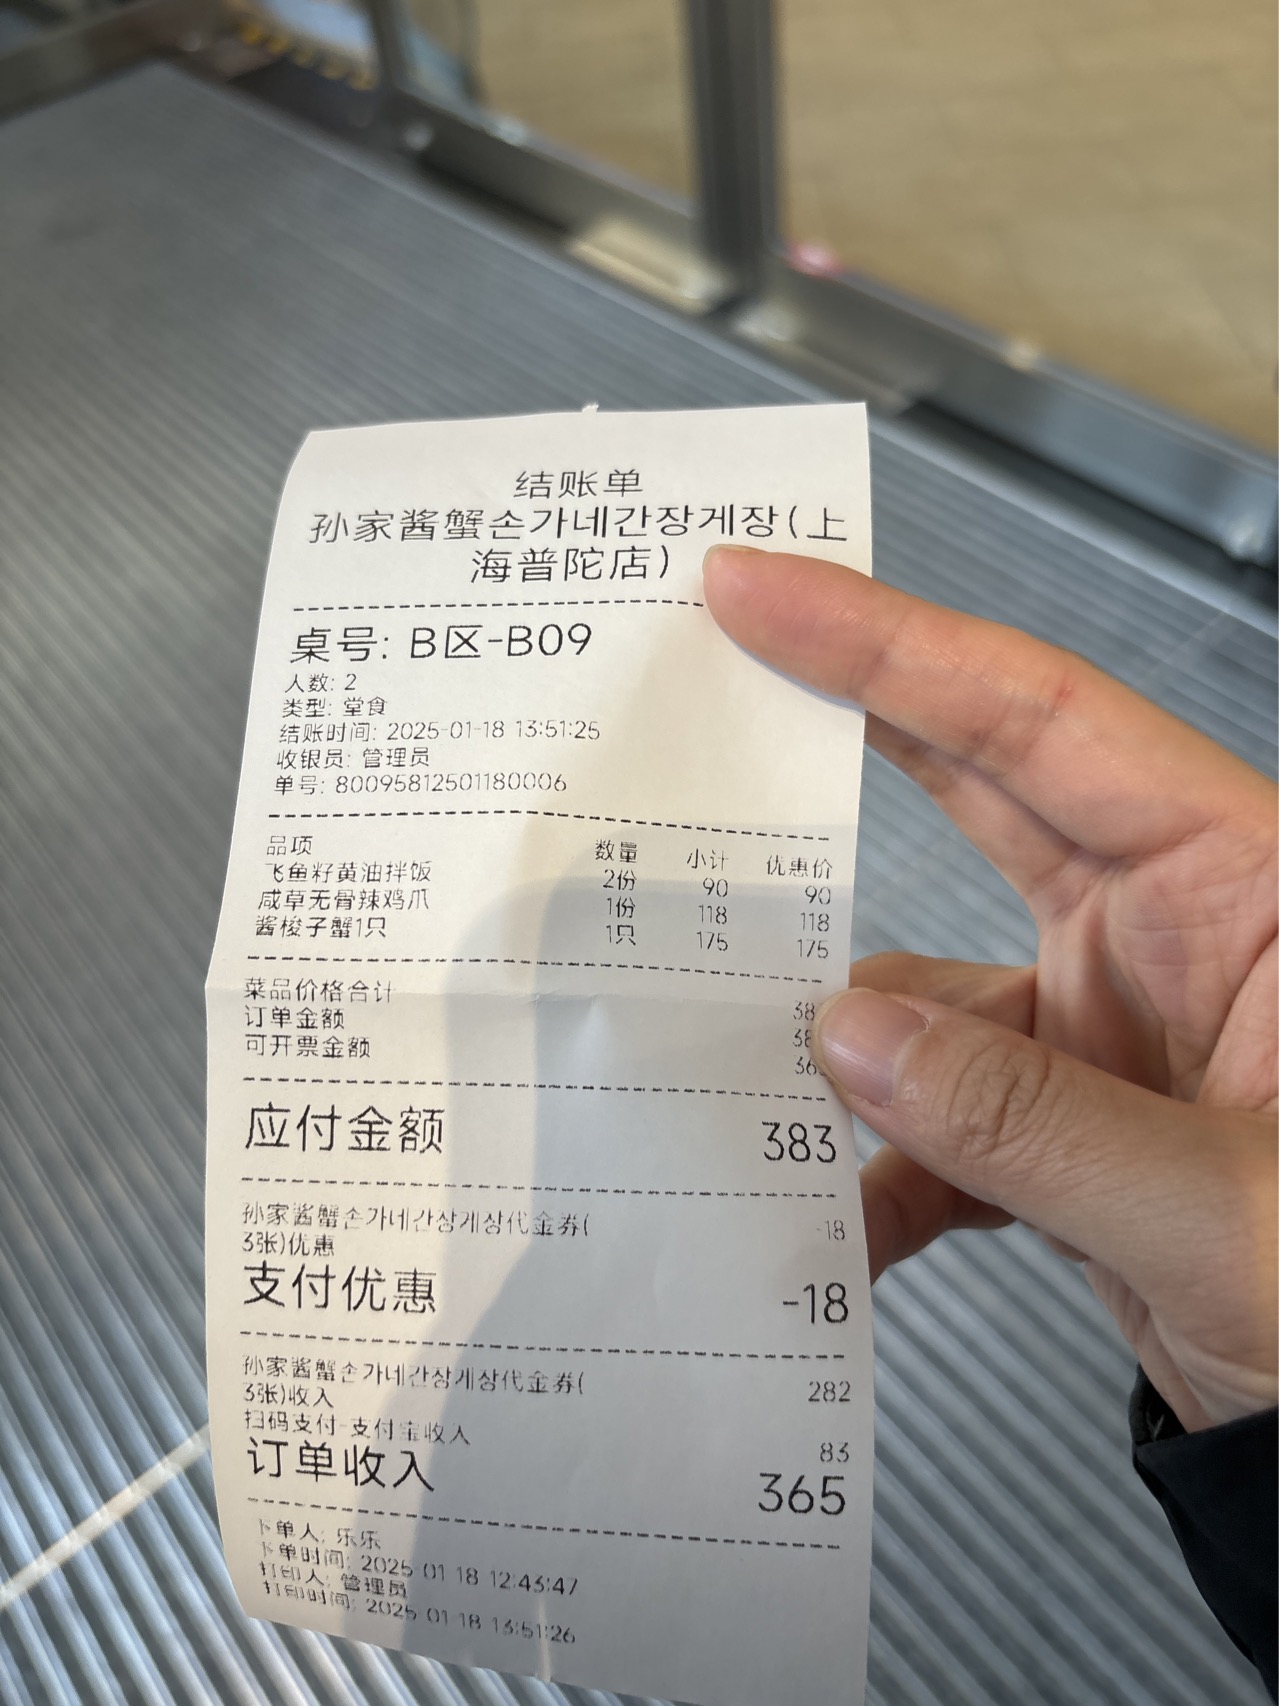 结账单
孙家酱蟹손가네간장게장(上
海普陀店)
桌号: B区-B09
人数: 2
类型: 堂食
结账时间: 2025-01-18 13:51:25
收银员: 管理员
单号: 80095812501180006
品项 数量 小计 优惠价
飞鱼籽黄油拌饭 2份 90 90
咸草无骨辣鸡爪 1份 118 118
酱梭子蟹1只 1只 175 175
菜品价格合计
订单金额
可开票金额
应付金额 383
孙家酱蟹손가네간장게장代金券( -18
3张)优惠
支付优惠 -18
孙家酱蟹손가네간장게장代金券( 282
3张)收入
扫码支付-支付宝收入 83
订单收入 365
下单人: 乐乐
下单时间: 2025-01-18 12:43:47
打印人: 管理员
打印时间: 2025-01-18 13:51:26